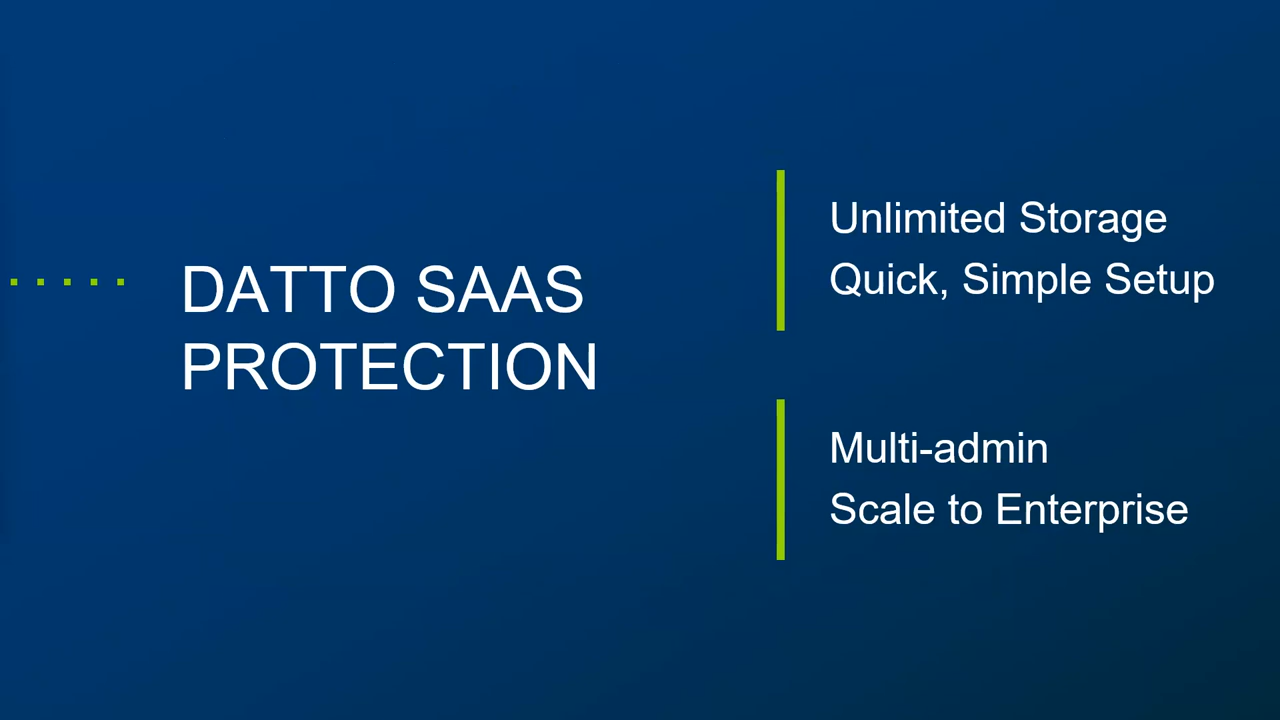 DATTO SAAS
PROTECTION
Unlimited Storage
Quick, Simple Setup
Multi-admin
Scale to Enterprise